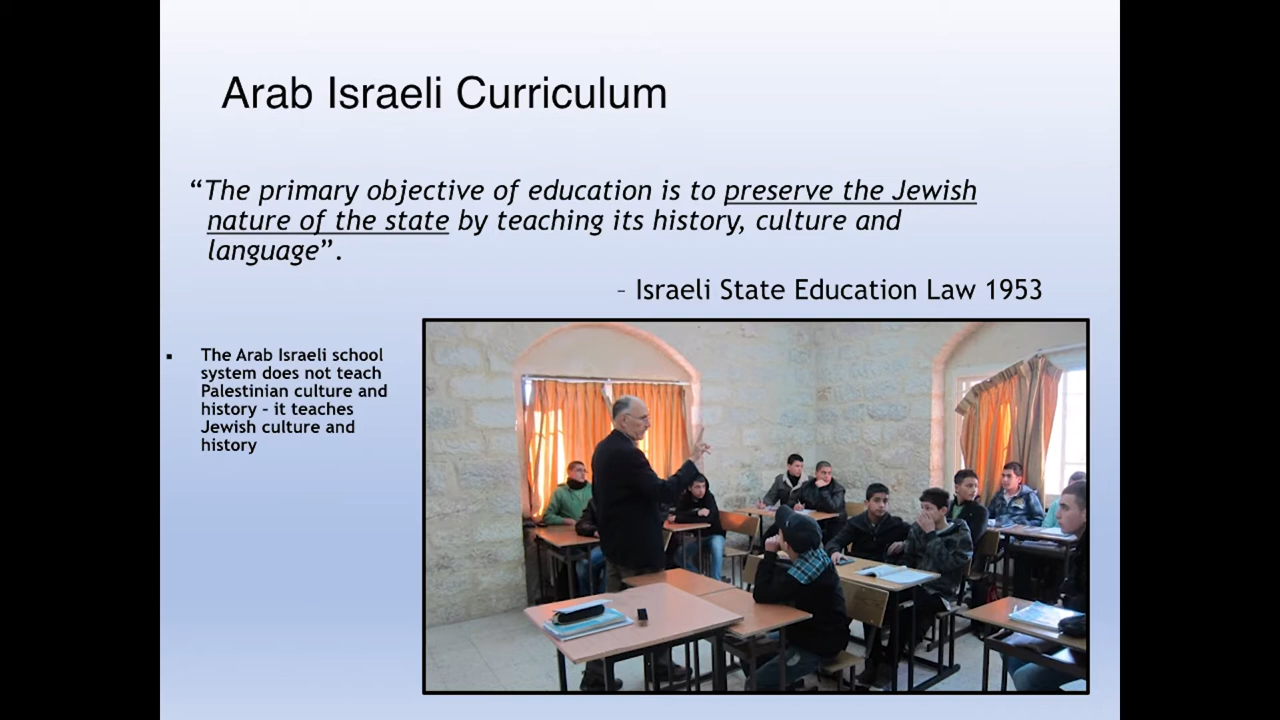 Arab Israeli Curriculum
“The primary objective of education is to preserve the Jewish
nature of the state by teaching its history, culture and
language”.
– Israeli State Education Law 1953
▪ The Arab Israeli school
system does not teach
Palestinian culture and
history – it teaches
Jewish culture and
history